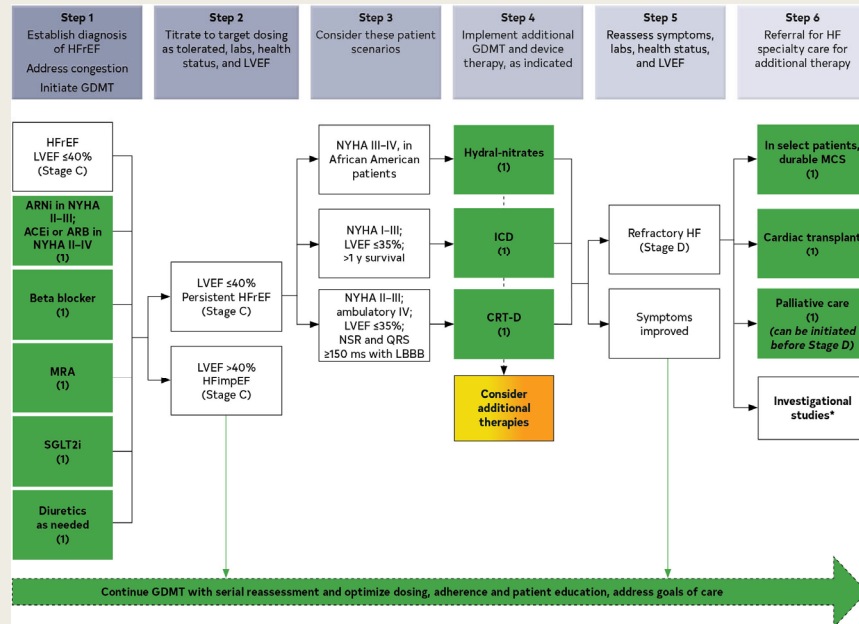 Step 1
Establish diagnosis
of HFrEF
Address congestion
Initiate GDMT
Step 2
Titrate to target dosing
as tolerated, labs, health
status, and LVEF
Step 3
Consider these patient
scenarios
Step 4
Implement additional
GDMT and device
therapy, as indicated
Step 5
Reassess symptoms,
labs, health status,
and LVEF
Step 6
Referral for HF
specialty care for
additional therapy
HFrEF
LVEF ≤40%
(Stage C)
ARNi in NYHA
II–III;
ACEi or ARB in
NYHA II–IV
(1)
Beta blocker
(1)
MRA
(1)
SGLT2i
(1)
Diuretics
as needed
(1)
LVEF ≤40%
Persistent HFrEF
(Stage C)
LVEF >40%
HFimpEF
(Stage C)
NYHA III–IV, in
African American
patients
NYHA I–III;
LVEF ≤35%;
>1 y survival
NYHA II–III;
ambulatory IV;
LVEF ≤35%;
NSR and QRS
≥150 ms with LBBB
Hydral-nitrates
(1)
ICD
(1)
CRT-D
(1)
Consider
additional
therapies
Refractory HF
(Stage D)
Symptoms
improved
In select patients,
durable MCS
(1)
Cardiac transplant
(1)
Palliative care
(1)
(can be initiated
before Stage D)
Investigational
studies*
Continue GDMT with serial reassessment and optimize dosing, adherence and patient education, address goals of care